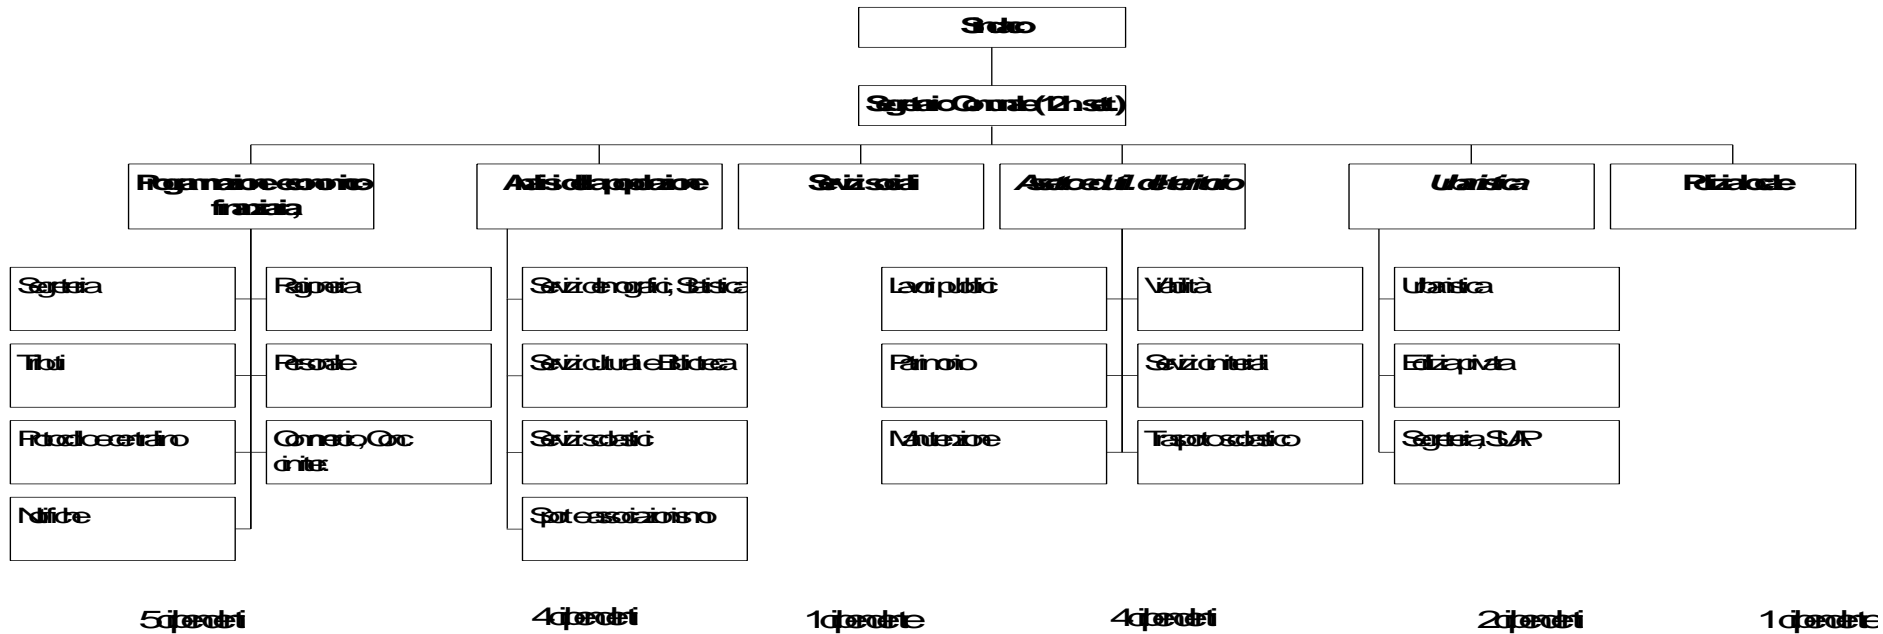 Sindaco
Segretario Comunale (12 h. sett.)
Programmazione economico-
finanziaria,
Analisi della popolazione
Servizi sociali
Assetto ed util. del territorio
Urbanistica
Polizia locale
Segreteria
Ragioneria
Servizi demografici, Statistica
Lavori pubblici
Viabilità
Urbanistica
Tributi
Personale
Servizi culturali e Biblioteca
Patrimonio
Servizi cimiteriali
Edilizia privata
Protocollo e centralino
Commercio, Conc
cimiter.
Servizi scolastici
Manutenzione
Trasporto scolastico
Segreteria, SUAP
Notifiche
Sport e associazionismo
5 dipendenti
4 dipendenti
1 dipendente
4 dipendenti
2 dipendenti
1 dipendente